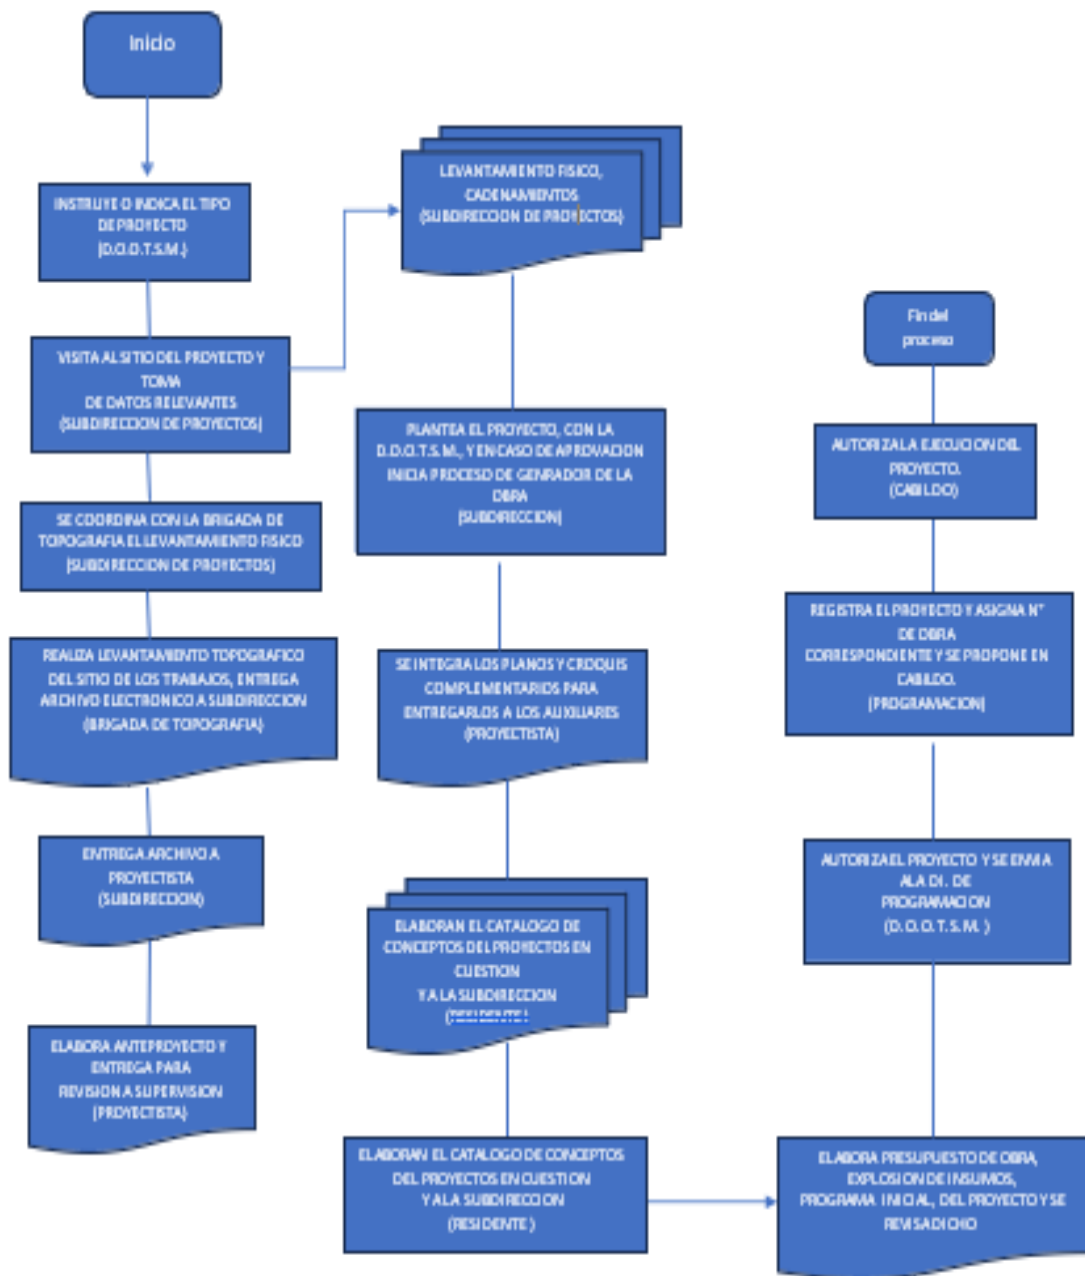 Inicio
INSTRUYE O INDICA EL TIPO
DE PROYECTO
(D.O.O.T.S.M.)
VISITA AL SITIO DEL PROYECTO Y
TOMA
DE DATOS RELEVANTES
(SUBDIRECCION DE PROYECTOS)
SE COORDINA CON LA BRIGADA DE
TOPOGRAFIA EL LEVANTAMIENTO FISICO
(SUBDIRECCION DE PROYECTOS)
REALIZA LEVANTAMIENTO TOPOGRAFICO
DEL SITIO DE LOS TRABAJOS, ENTREGA
ARCHIVO ELECTRONICO A SUBDIRECCION
(BRIGADA DE TOPOGRAFIA)
ENTREGA ARCHIVO A
PROYECTISTA
(SUBDIRECCION)
ELABORA ANTEPROYECTO Y
ENTREGA PARA
REVISION A SUPERVISION
(PROYECTISTA)
LEVANTAMIENTO FISICO,
CADENAMIENTOS
(SUBDIRECCION DE PROYECTOS)
PLANTEA EL PROYECTO, CON LA
D.O.O.T.S.M., Y EN CASO DE APROVACION
INICIA PROCESO DE GENRADOR DE LA
OBRA
(SUBDIRECCION)
SE INTEGRA LOS PLANOS Y CROQUIS
COMPLEMENTARIOS PARA
ENTREGARLOS A LOS AUXILIARES
(PROYECTISTA)
ELABORAN EL CATALOGO DE
CONCEPTOS DEL PROYECTOS EN
CUESTION
Y A LA SUBDIRECCION
(RESIDENTE)
ELABORAN EL CATALOGO DE CONCEPTOS
DEL PROYECTOS EN CUESTION
Y A LA SUBDIRECCION
(RESIDENTE )
Fin del
proceso
AUTORIZA LA EJECUCION DEL
PROYECTO.
(CABILDO)
REGISTRA EL PROYECTO Y ASIGNA N°
DE OBRA
CORRESPONDIENTE Y SE PROPONE EN
CABILDO.
(PROGRAMACION)
AUTORIZA EL PROYECTO Y SE ENVIA
A LA DI. DE
PROGRAMACION
(D.O.O.T.S.M. )
ELABORA PRESUPUESTO DE OBRA,
EXPLOSION DE INSUMOS,
PROGRAMA INICIAL, DEL PROYECTO Y SE
REVISA DICHO